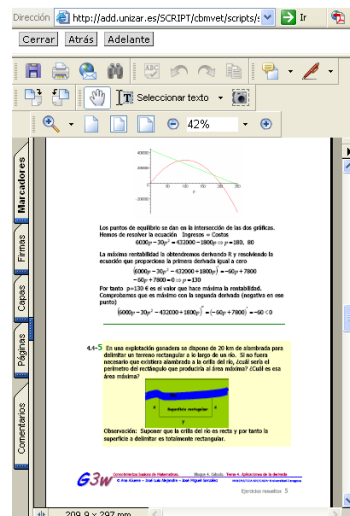 Dirección http://add.unizar.es/SCRIPT/cbmvet/scripts/s Ir
Cerrar Atrás Adelante
Seleccionar texto
42%
Marcadores
Firmas
Capas
Páginas
Comentarios
Los puntos de equilibrio se dan en la intersección de las dos gráficas.
Hemos de resolver la ecuación Ingresos = Costos
6000p − 30p² = 432000 − 1800p ⇒ p = 180, 80
La máxima rentabilidad la obtendremos derivando R y resolviendo la
ecuación que proporciona la primera derivada igual a cero
(6000p − 30p² − 432000 + 1800p)' = −60p + 7800
−60p + 7800 = 0 ⇒ p = 130
Por tanto p=130 € es el valor que hace máxima la rentabilidad.
Comprobamos que es máximo con la segunda derivada (negativa en ese
punto)
(6000p − 30p² − 432000 + 1800p)'' = (−60p + 7800)' = −60 < 0
4.4-5 En una explotación ganadera se dispone de 20 km de alambrada para
delimitar un terreno rectangular a lo largo de un río. Si no fuera
necesario que existiera alambrada a la orilla del río, ¿cuál sería el
perímetro del rectángulo que produciría al área máxima? ¿Cuál es esa
área máxima?
x Superficie rectangular x
y
Observación: Suponer que la orilla del río es recta y por tanto la
superficie a delimitar es totalmente rectangular.
G3w Conocimientos básicos de Matemáticas. Bloque 4. Cálculo. Tema 4. Aplicaciones de la derivada
Ejercicios resueltos 5
209,9 x 297 mm